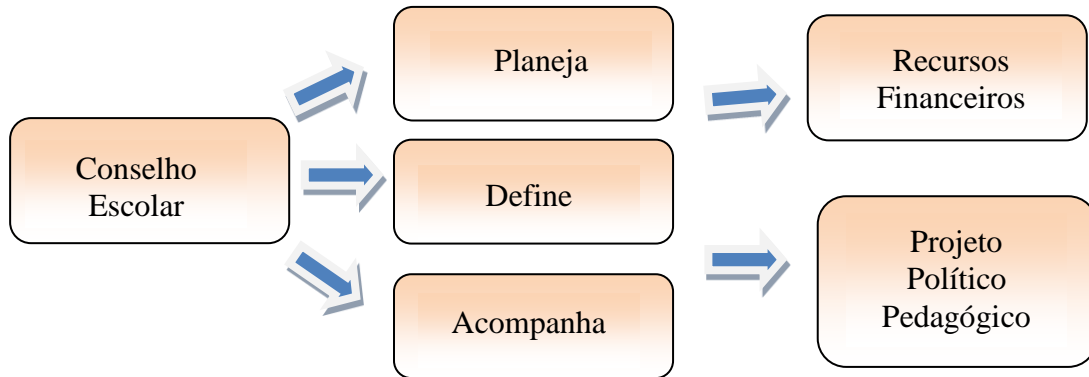 Conselho
Escolar
Planeja
Define
Acompanha
Recursos
Financeiros
Projeto
Político
Pedagógico